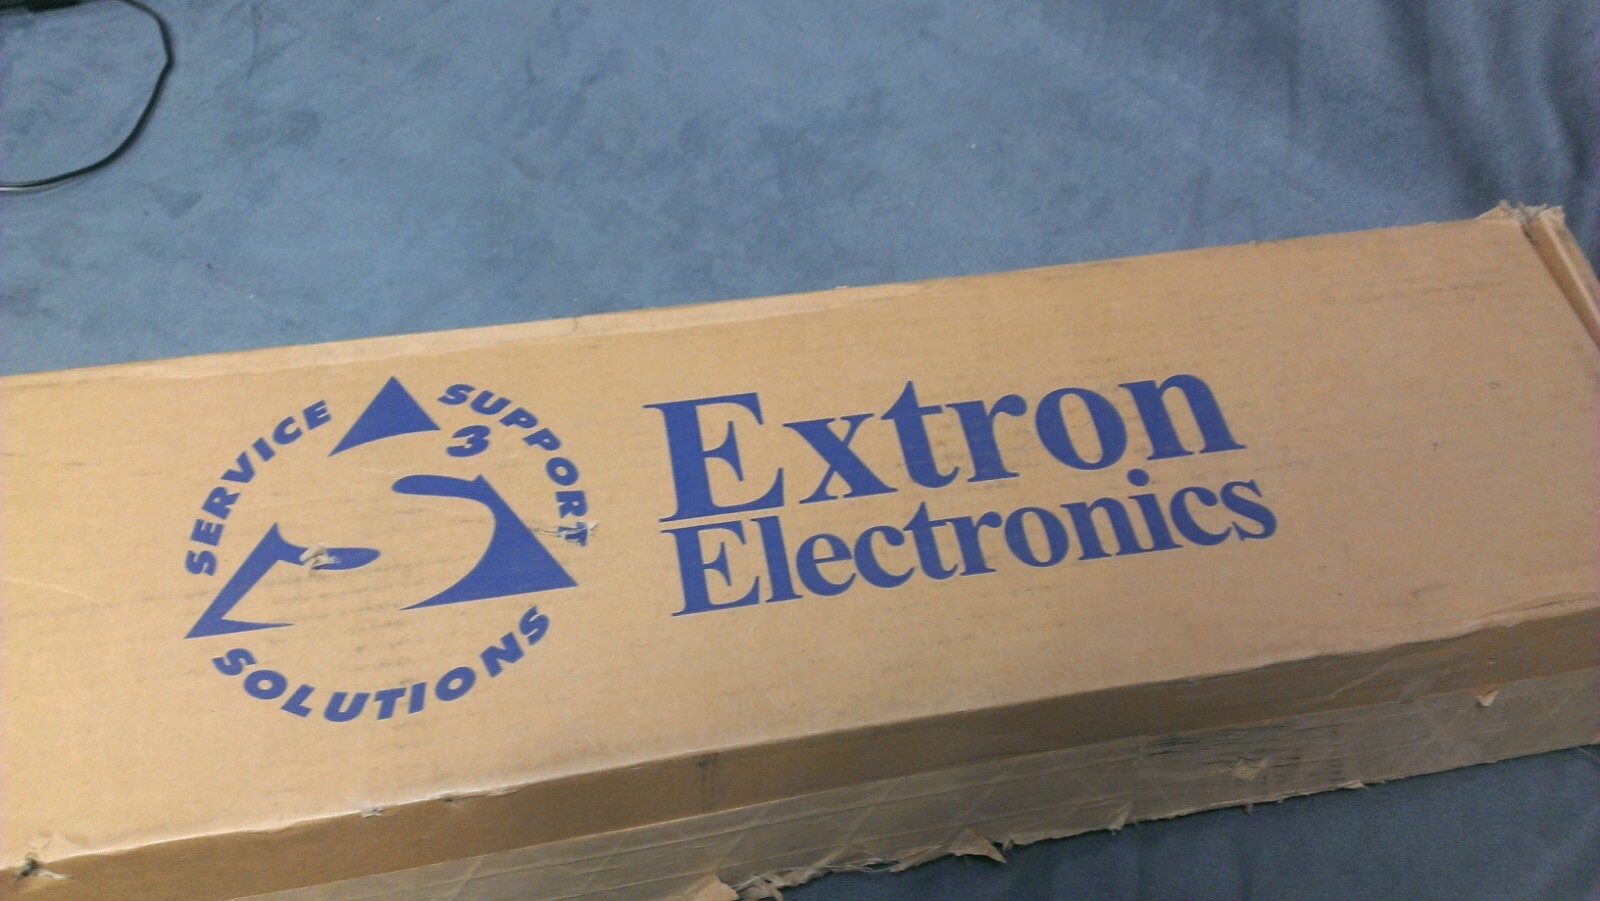 SERVICE
SUPPORT
3
SOLUTIONS
Extron
Electronics